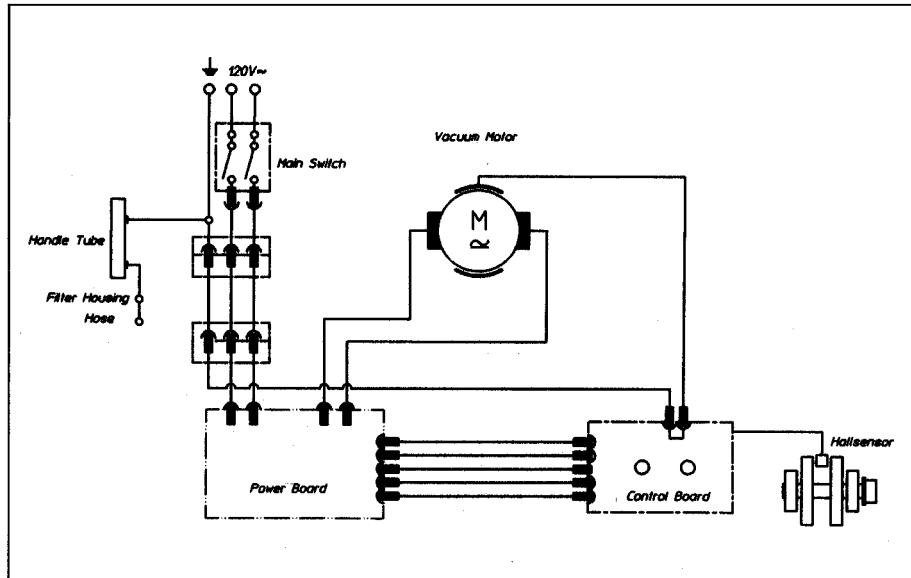 120V~
Vacuum Motor
Main Switch
Handle Tube
Filter Housing
Hose
M
Hallsensor
Power Board
Control Board